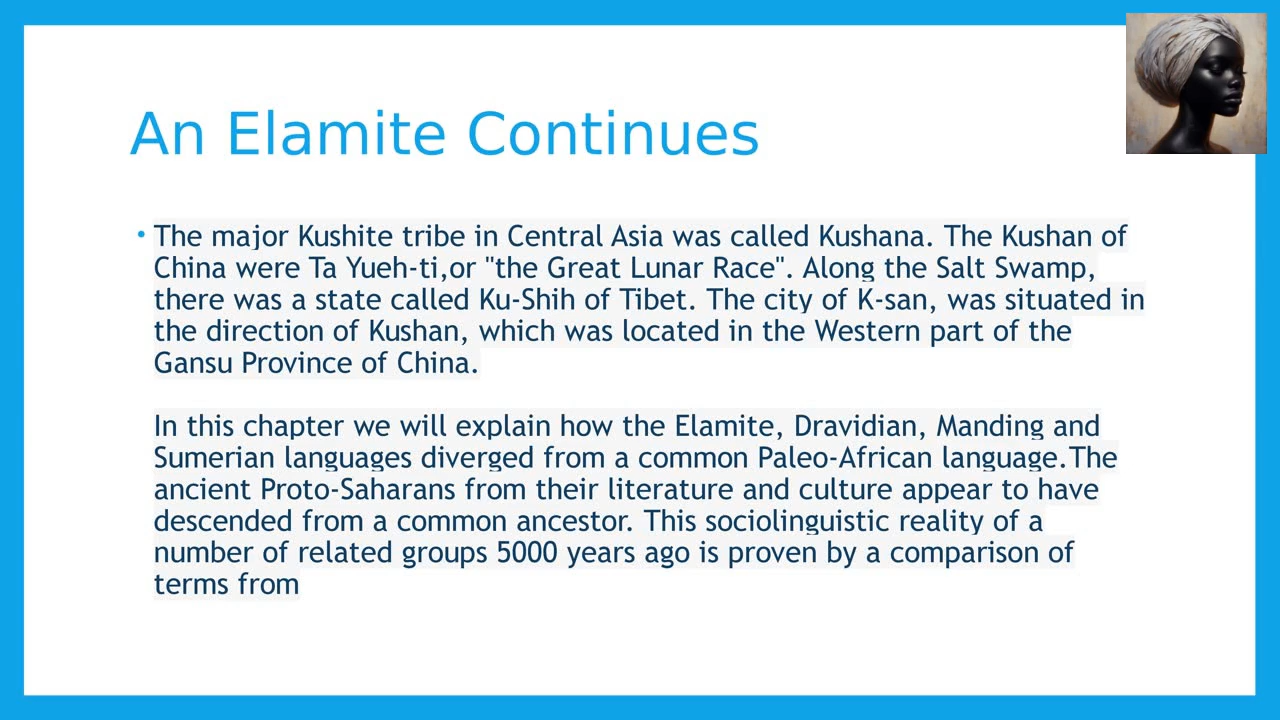 An Elamite Continues
• The major Kushite tribe in Central Asia was called Kushana. The Kushan of
China were Ta Yueh-ti,or "the Great Lunar Race". Along the Salt Swamp,
there was a state called Ku-Shih of Tibet. The city of K-san, was situated in
the direction of Kushan, which was located in the Western part of the
Gansu Province of China.
In this chapter we will explain how the Elamite, Dravidian, Manding and
Sumerian languages diverged from a common Paleo-African language.The
ancient Proto-Saharans from their literature and culture appear to have
descended from a common ancestor. This sociolinguistic reality of a
number of related groups 5000 years ago is proven by a comparison of
terms from